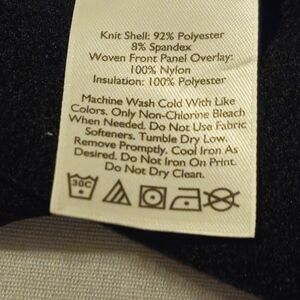 Knit Shell: 92% Polyester
8% Spandex
Woven Front Panel Overlay:
100% Nylon
Insulation: 100% Polyester
Machine Wash Cold With Like
Colors. Only Non-Chlorine Bleach
When Needed. Do Not Use Fabric
Softeners. Tumble Dry Low,
Remove Promptly. Cool Iron As
Desired. Do Not Iron On Print.
Do Not Dry Clean.
30C